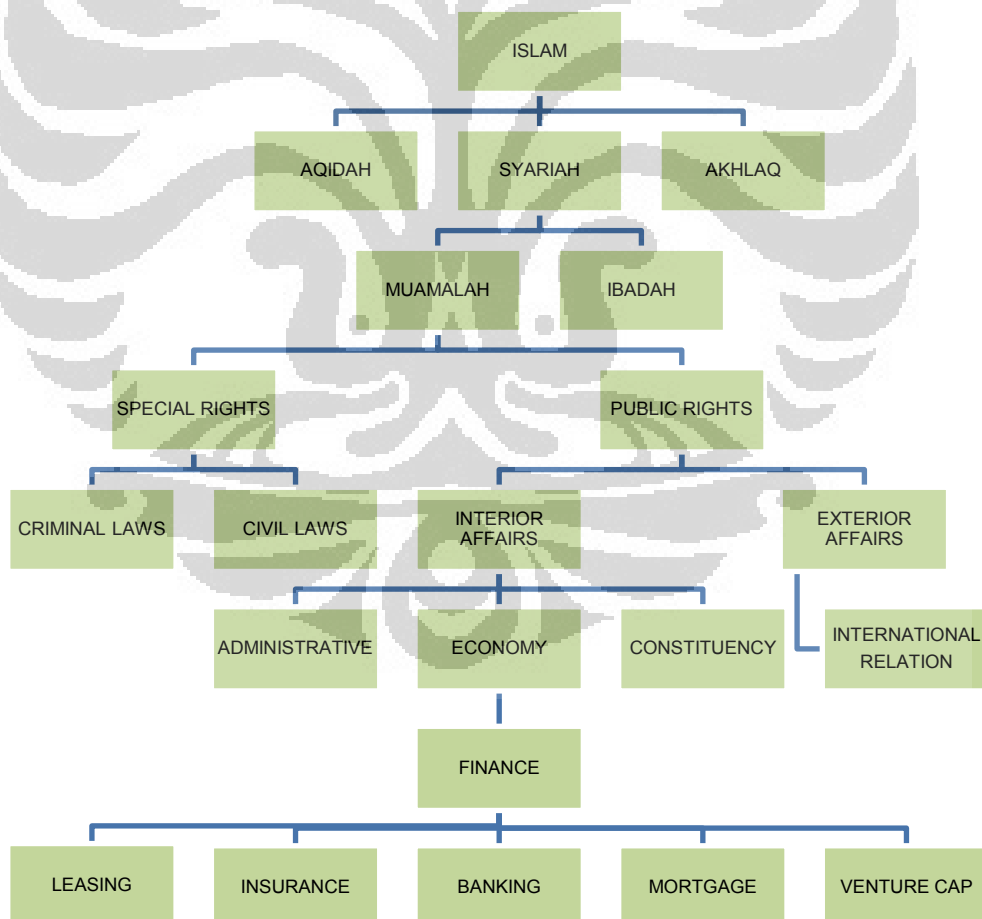 ISLAM
AQIDAH
SYARIAH
AKHLAQ
MUAMALAH
IBADAH
SPECIAL RIGHTS
PUBLIC RIGHTS
CRIMINAL LAWS
CIVIL LAWS
INTERIOR
AFFAIRS
EXTERIOR
AFFAIRS
ADMINISTRATIVE
ECONOMY
CONSTITUENCY
INTERNATIONAL
RELATION
FINANCE
LEASING
INSURANCE
BANKING
MORTGAGE
VENTURE CAP